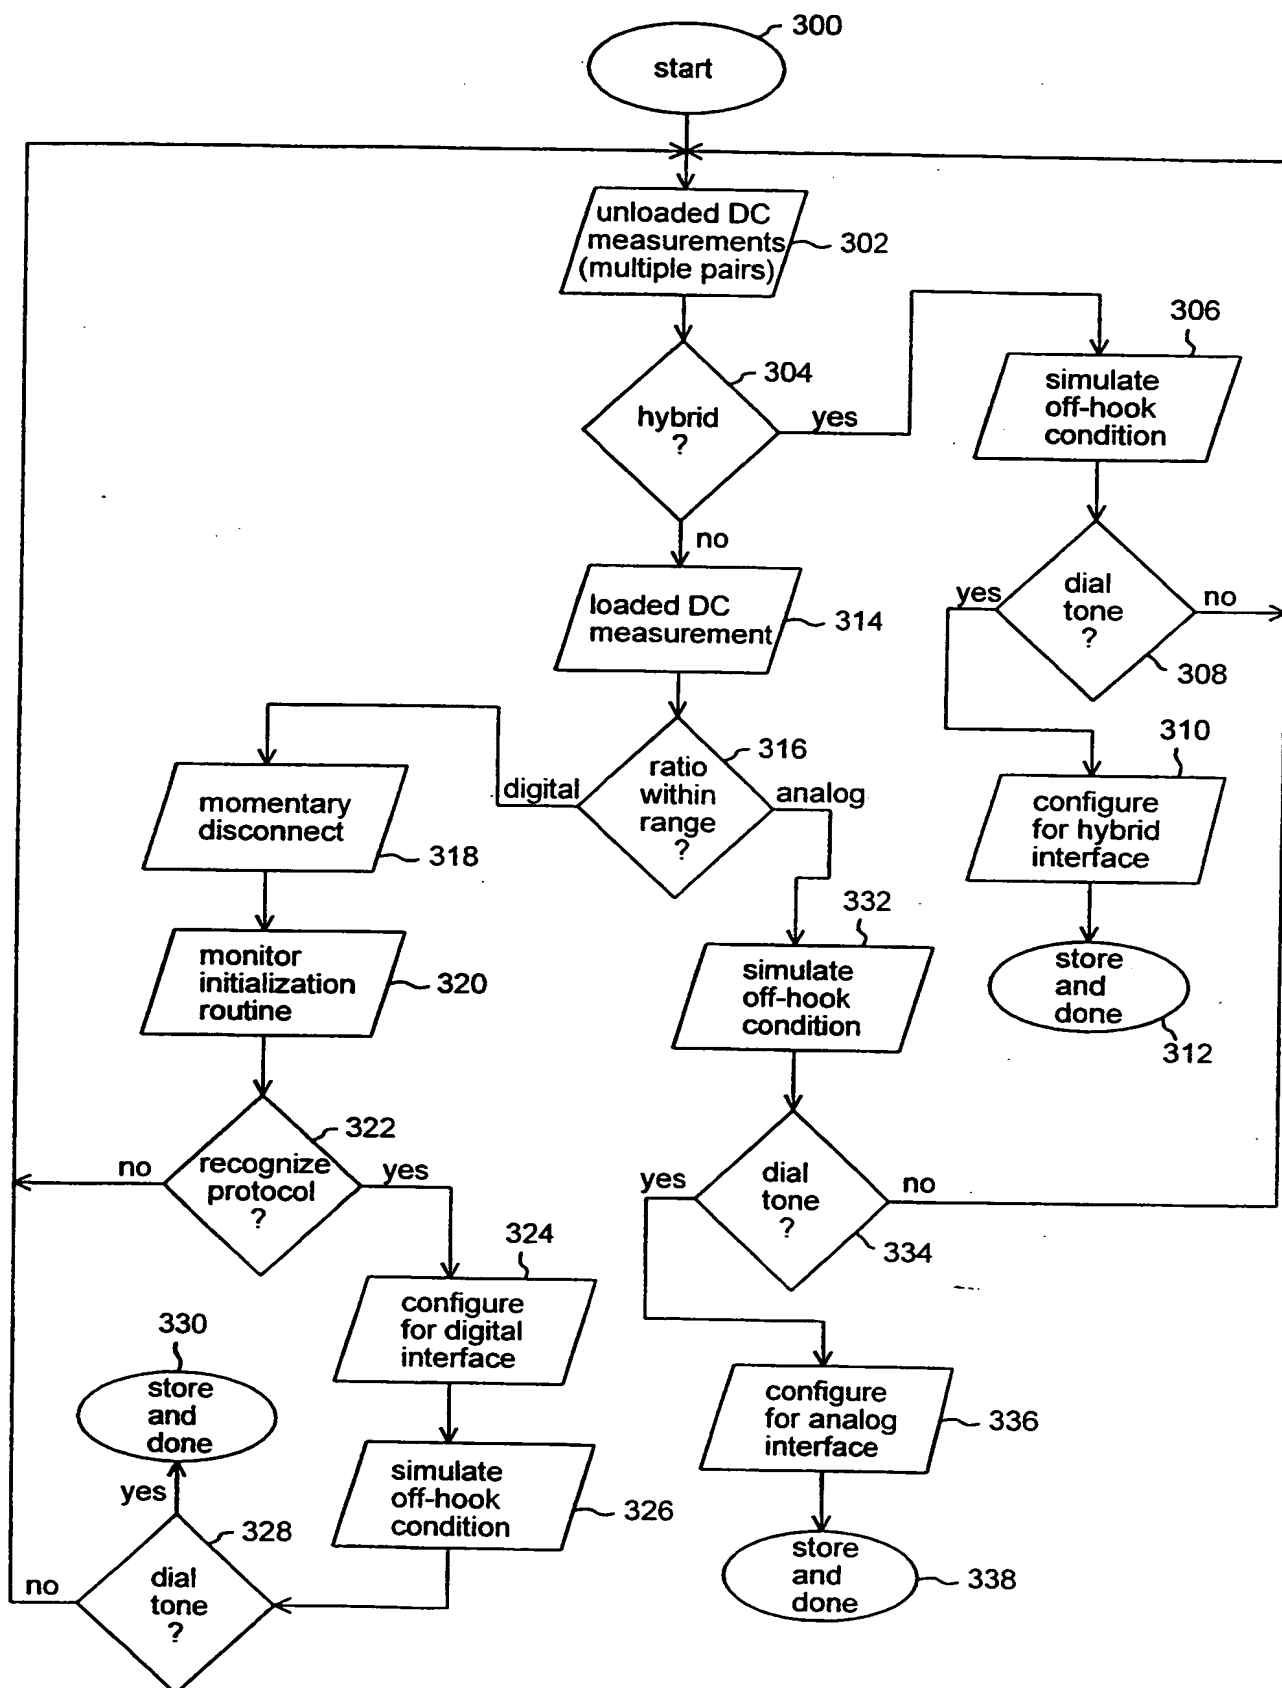 300
start
unloaded DC
measurements
(multiple pairs)
302
304
hybrid
?
yes
no
306
simulate
off-hook
condition
dial
tone
?
yes
no
308
310
configure
for hybrid
interface
store
and
done
312
loaded DC
measurement
314
316
ratio
within
range
?
digital
analog
momentary
disconnect
318
monitor
initialization
routine
320
322
recognize
protocol
?
no
yes
324
configure
for digital
interface
simulate
off-hook
condition
326
328
dial
tone
?
no
yes
330
store
and
done
332
simulate
off-hook
condition
dial
tone
?
yes
no
334
configure
for analog
interface
336
store
and
done
338